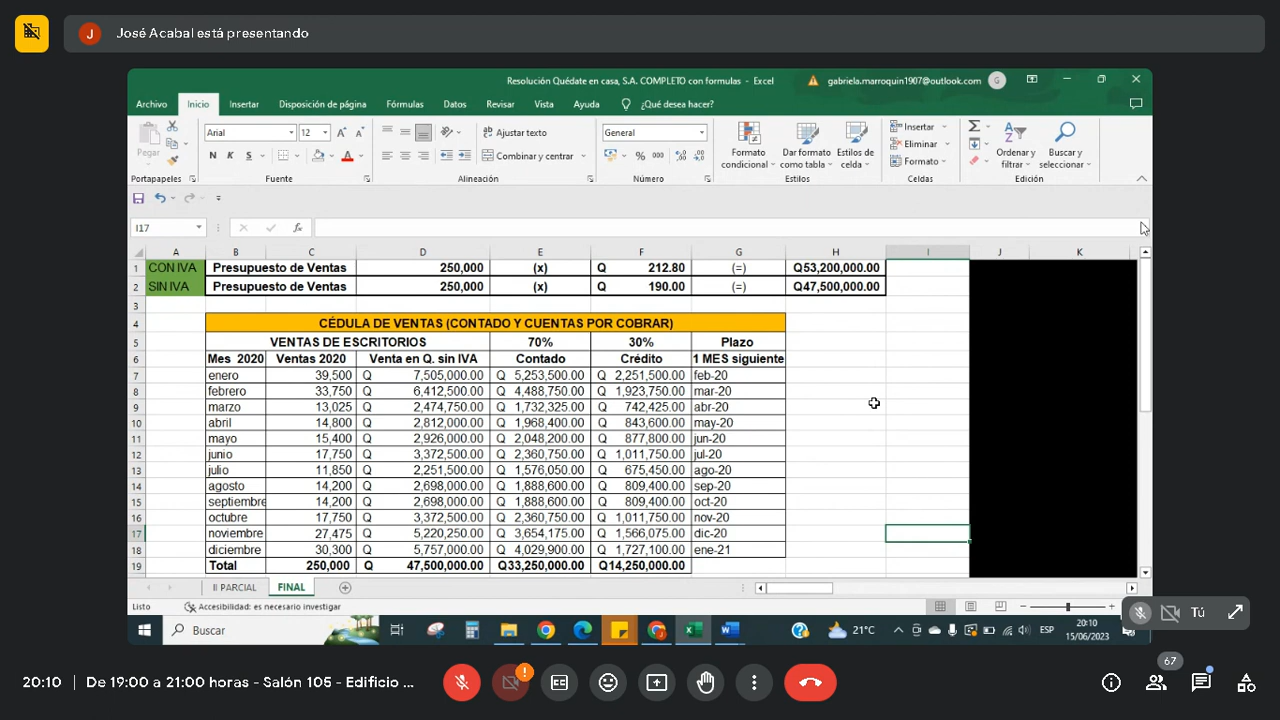 J José Acabal está presentando
Resolución Quédate en casa, S.A. COMPLETO con formulas - Excel gabriela.marroquin1907@outlook.com G
Archivo Inicio Insertar Disposición de página Fórmulas Datos Revisar Vista Ayuda ¿Qué desea hacer?
Pegar Arial 12 A A Ajustar texto General Formato condicional Dar formato como tabla Estilos de celda Insertar Ordenar y filtrar Buscar y seleccionar
N K S A Combinar y centrar % 000 Eliminar
Formato
Portapapeles Fuente Alineación Número Estilos Celdas Edición
I17 fx
A B C D E F G H I J K
1 CON IVA Presupuesto de Ventas 250,000 (x) Q 212.80 (=) Q53,200,000.00
2 SIN IVA Presupuesto de Ventas 250,000 (x) Q 190.00 (=) Q47,500,000.00
3
4 CÉDULA DE VENTAS (CONTADO Y CUENTAS POR COBRAR)
5 VENTAS DE ESCRITORIOS 70% 30% Plazo
6 Mes 2020 Ventas 2020 Venta en Q. sin IVA Contado Crédito 1 MES siguiente
7 enero 39,500 Q 7,505,000.00 Q 5,253,500.00 Q 2,251,500.00 feb-20
8 febrero 33,750 Q 6,412,500.00 Q 4,488,750.00 Q 1,923,750.00 mar-20
9 marzo 13,025 Q 2,474,750.00 Q 1,732,325.00 Q 742,425.00 abr-20
10 abril 14,800 Q 2,812,000.00 Q 1,968,400.00 Q 843,600.00 may-20
11 mayo 15,400 Q 2,926,000.00 Q 2,048,200.00 Q 877,800.00 jun-20
12 junio 17,750 Q 3,372,500.00 Q 2,360,750.00 Q 1,011,750.00 jul-20
13 julio 11,850 Q 2,251,500.00 Q 1,576,050.00 Q 675,450.00 ago-20
14 agosto 14,200 Q 2,698,000.00 Q 1,888,600.00 Q 809,400.00 sep-20
15 septiembre 14,200 Q 2,698,000.00 Q 1,888,600.00 Q 809,400.00 oct-20
16 octubre 17,750 Q 3,372,500.00 Q 2,360,750.00 Q 1,011,750.00 nov-20
17 noviembre 27,475 Q 5,220,250.00 Q 3,654,175.00 Q 1,566,075.00 dic-20
18 diciembre 30,300 Q 5,757,000.00 Q 4,029,900.00 Q 1,727,100.00 ene-21
19 Total 250,000 Q 47,500,000.00 Q33,250,000.00 Q14,250,000.00
II PARCIAL FINAL
Listo Accesibilidad: es necesario investigar
Tú
Buscar 21°C ESP 20:10
15/06/2023
67
20:10 | De 19:00 a 21:00 horas - Salón 105 - Edificio ...